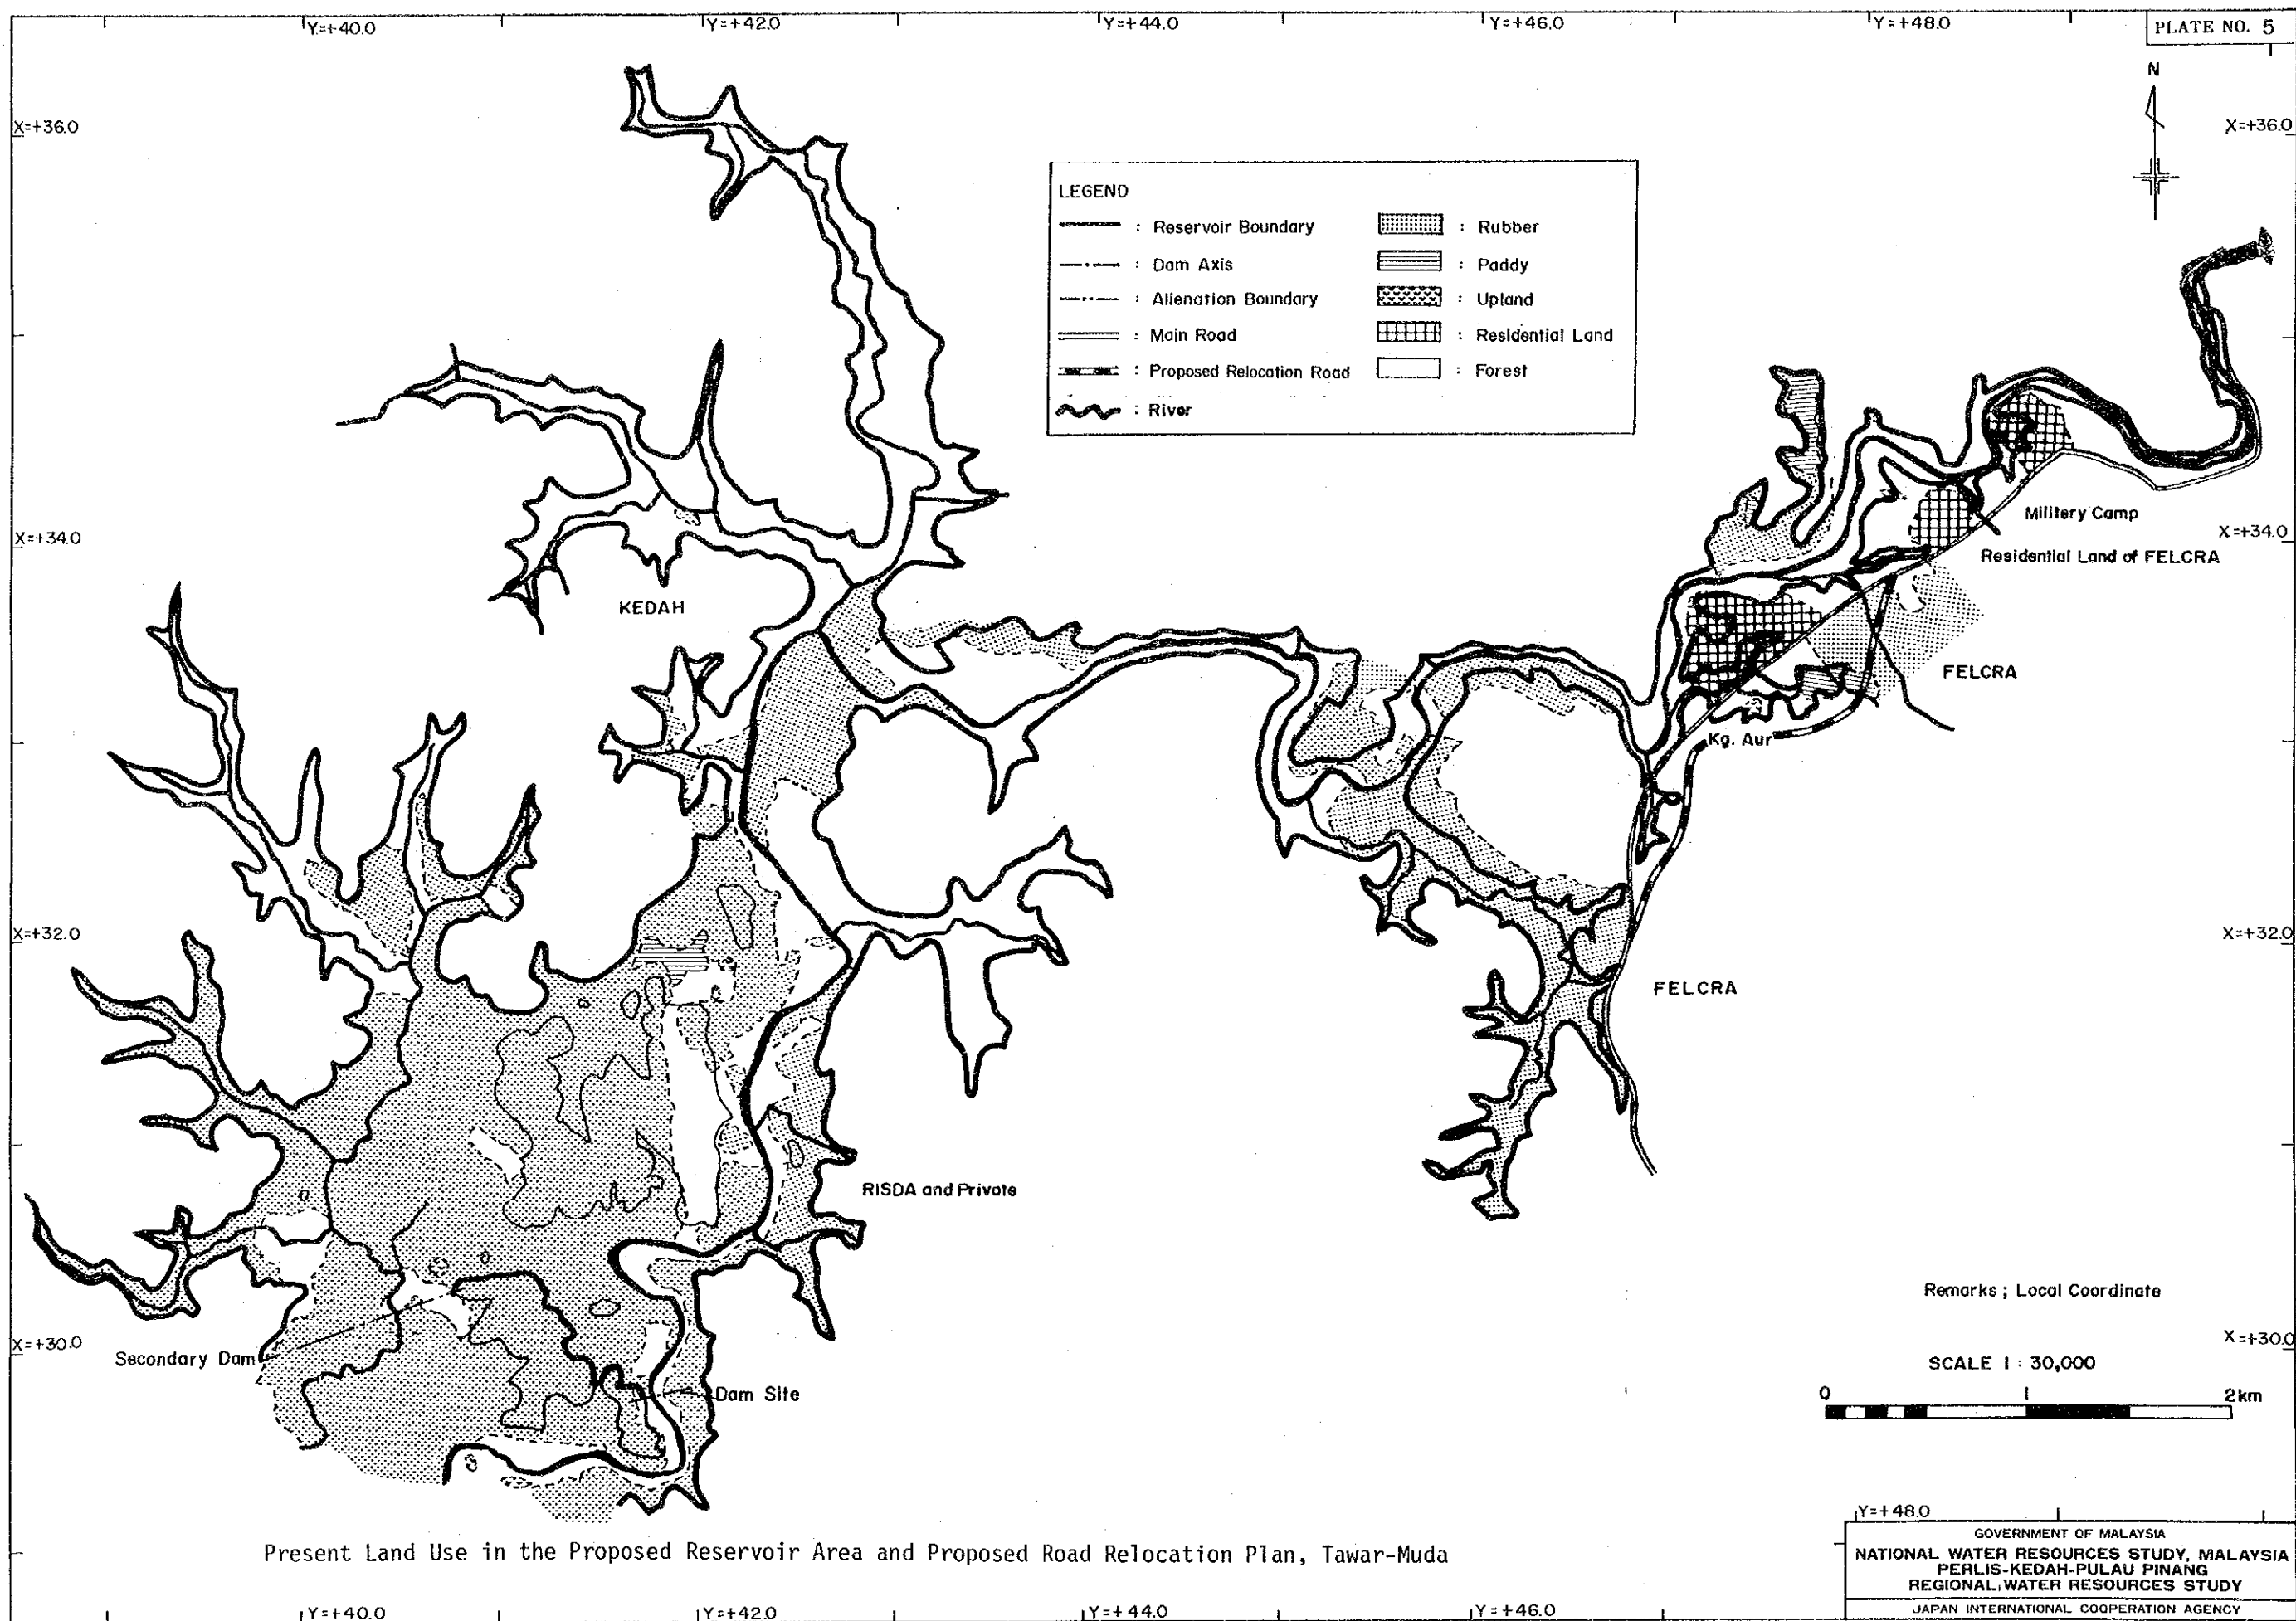 Y=+40.0
Y=+42.0
Y=+44.0
Y=+46.0
Y=+48.0
PLATE NO. 5
N
X=+36.0
X=+36.0
LEGEND
: Reservoir Boundary
: Rubber
: Dam Axis
: Paddy
: Alienation Boundary
: Upland
: Main Road
: Residential Land
: Proposed Relocation Road
: Forest
: River
Militery Camp
X=+34.0
X=+34.0
Residential Land of FELCRA
KEDAH
FELCRA
Kg. Aur
X=+32.0
X=+32.0
FELCRA
RISDA and Private
Remarks ; Local Coordinate
X=+30.0
X=+30.0
Secondary Dam
SCALE 1 : 30,000
Dam Site
0 1 2km
Y=+48.0
Present Land Use in the Proposed Reservoir Area and Proposed Road Relocation Plan, Tawar-Muda
GOVERNMENT OF MALAYSIA
NATIONAL WATER RESOURCES STUDY, MALAYSIA
PERLIS-KEDAH-PULAU PINANG
REGIONAL WATER RESOURCES STUDY
JAPAN INTERNATIONAL COOPERATION AGENCY
Y=+40.0
Y=+42.0
Y=+44.0
Y=+46.0